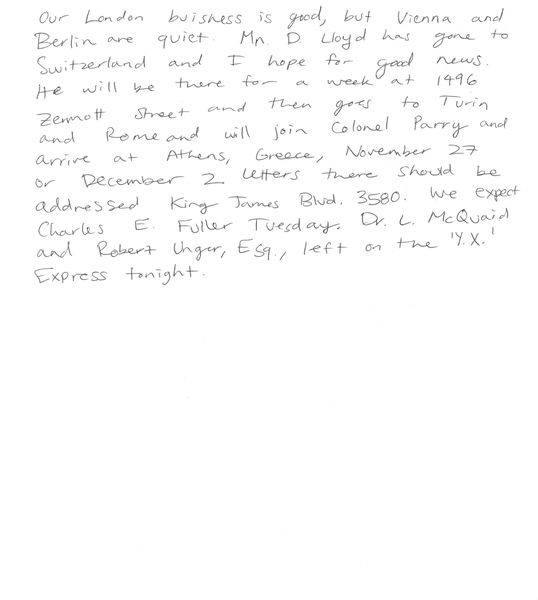 Our London buisness is good, but Vienna and
Berlin are quiet. Mr. D. Lloyd has gone to
Switzerland and I hope for good news.
He will be there for a week at 1496
Zermott Street and then goes to Turin
and Rome and will join Colonel Parry and
arrive at Athens, Greece, November 27
or December 2. Letters there should be
addressed King James Blvd. 3580. We expect
Charles E. Fuller Tuesday. Dr. L. McQuaid
and Robert Unger, Esq., left on the 'Y.X.'
Express tonight.